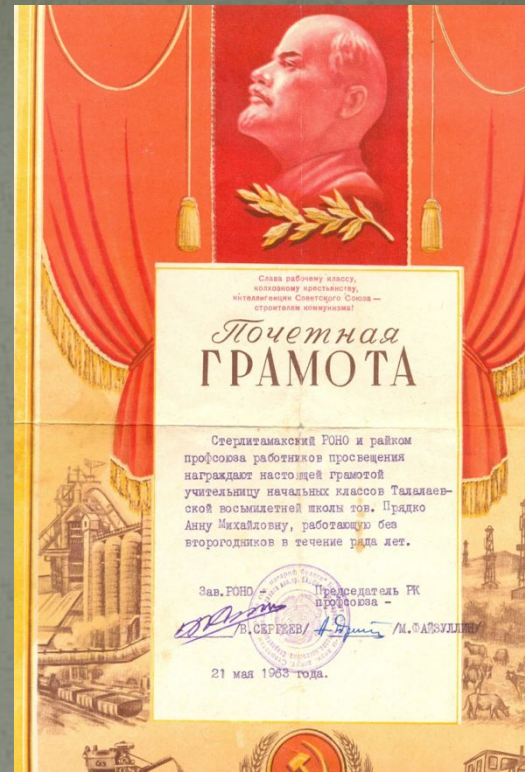 Слава рабочему классу,
колхозному крестьянству,
интеллигенции Советского Союза —
строителям коммунизма!
Почетная
ГРАМОТА
Стерлитамакский РОНО и райком
профсоюза работников просвещения
награждают настоящей грамотой
учительницу начальных классов Талалаев-
ской восьмилетней школы тов. Прядко
Анну Михайловну, работающую без
второгодников в течение ряда лет.
Зав. РОНО Председатель РК
профсоюза -
/В.СЕРГЕЕВ/ /М.ФАЙЗУЛЛИН/
21 мая 1963 года.